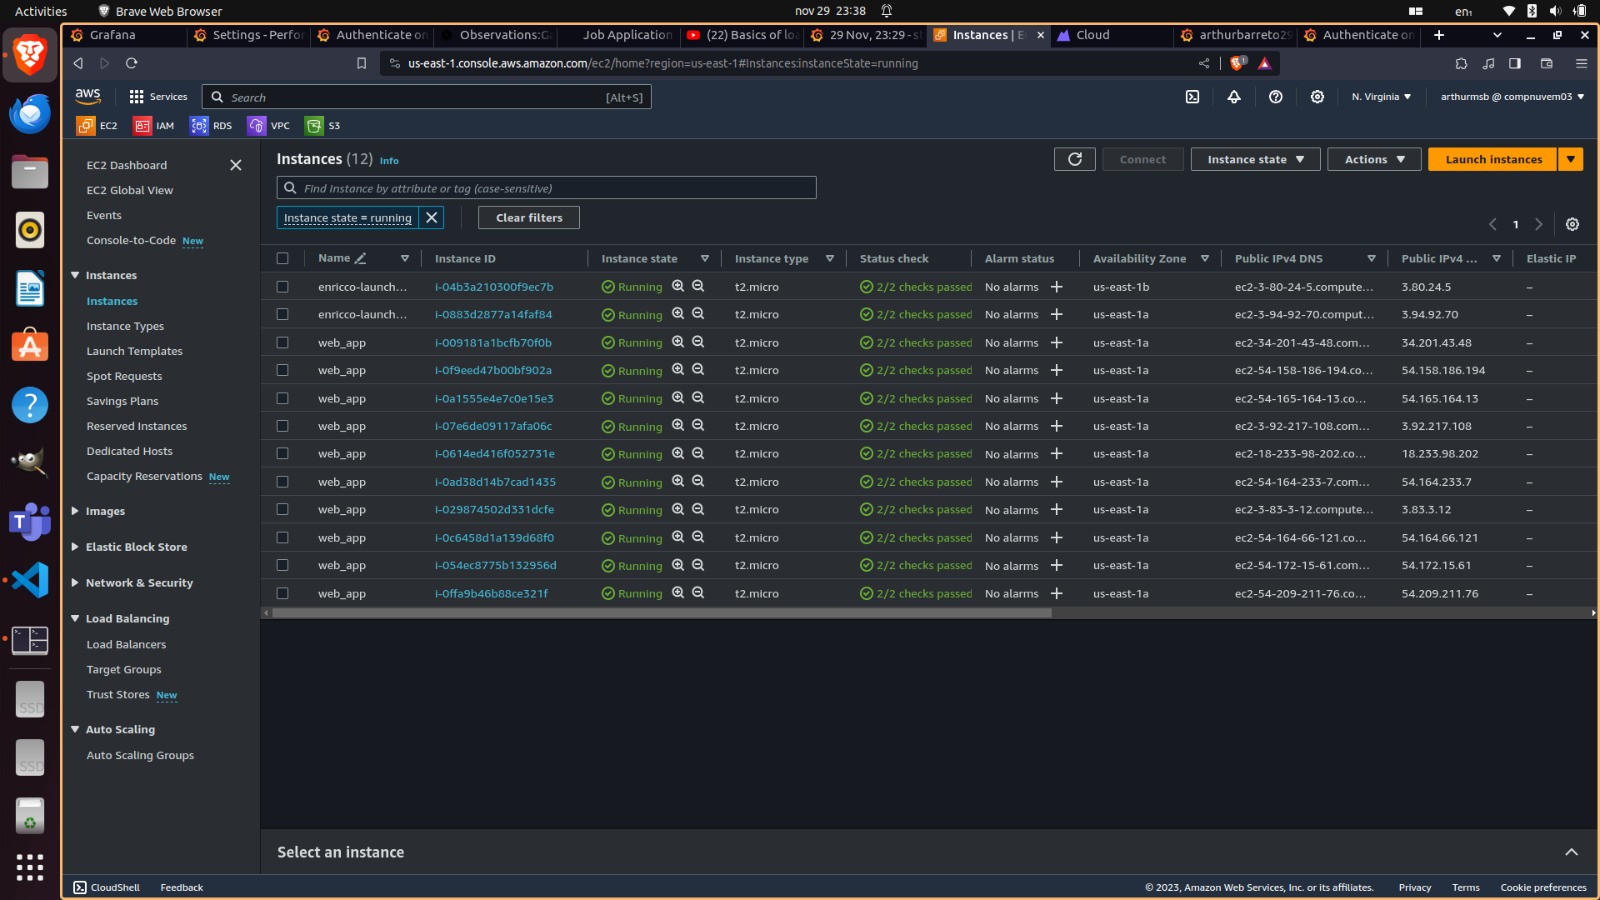 Activities
Brave Web Browser
nov 29 23:38
en₁
Grafana
Settings - Perfor
Authenticate on
Observations:Ga
Job Application
(22) Basics of loa
29 Nov, 23:29 - st
Instances | E
Cloud
arthurbarreto29
Authenticate on
us-east-1.console.aws.amazon.com/ec2/home?region=us-east-1#Instances:instanceState=running
aws
Services
Search
[Alt+S]
N. Virginia
arthurmsb @ compnuvem03
EC2
IAM
RDS
VPC
S3
EC2 Dashboard
EC2 Global View
Events
Console-to-Code New
Instances
Instances
Instance Types
Launch Templates
Spot Requests
Savings Plans
Reserved Instances
Dedicated Hosts
Capacity Reservations New
Images
Elastic Block Store
Network & Security
Load Balancing
Load Balancers
Target Groups
Trust Stores New
Auto Scaling
Auto Scaling Groups
Instances (12) Info
Connect
Instance state
Actions
Launch instances
Find Instance by attribute or tag (case-sensitive)
Instance state = running
Clear filters
1
Name Instance ID Instance state Instance type Status check Alarm status Availability Zone Public IPv4 DNS Public IPv4 ... Elastic IP
enricco-launch... i-04b3a210300f9ec7b Running t2.micro 2/2 checks passed No alarms us-east-1b ec2-3-80-24-5.compute... 3.80.24.5 –
enricco-launch... i-0883d2877a14faf84 Running t2.micro 2/2 checks passed No alarms us-east-1a ec2-3-94-92-70.comput... 3.94.92.70 –
web_app i-009181a1bcfb70f0b Running t2.micro 2/2 checks passed No alarms us-east-1a ec2-34-201-43-48.com... 34.201.43.48 –
web_app i-0f9eed47b00bf902a Running t2.micro 2/2 checks passed No alarms us-east-1a ec2-54-158-186-194.co... 54.158.186.194 –
web_app i-0a1555e4e7c0e15e3 Running t2.micro 2/2 checks passed No alarms us-east-1a ec2-54-165-164-13.co... 54.165.164.13 –
web_app i-07e6de09117afa06c Running t2.micro 2/2 checks passed No alarms us-east-1a ec2-3-92-217-108.com... 3.92.217.108 –
web_app i-0614ed416f052731e Running t2.micro 2/2 checks passed No alarms us-east-1a ec2-18-233-98-202.co... 18.233.98.202 –
web_app i-0ad38d14b7cad1435 Running t2.micro 2/2 checks passed No alarms us-east-1a ec2-54-164-233-7.com... 54.164.233.7 –
web_app i-029874502d331dcfe Running t2.micro 2/2 checks passed No alarms us-east-1a ec2-3-83-3-12.compute... 3.83.3.12 –
web_app i-0c6458d1a139d68f0 Running t2.micro 2/2 checks passed No alarms us-east-1a ec2-54-164-66-121.co... 54.164.66.121 –
web_app i-054ec8775b132956d Running t2.micro 2/2 checks passed No alarms us-east-1a ec2-54-172-15-61.com... 54.172.15.61 –
web_app i-0ffa9b46b88ce321f Running t2.micro 2/2 checks passed No alarms us-east-1a ec2-54-209-211-76.co... 54.209.211.76 –
Select an instance
CloudShell
Feedback
© 2023, Amazon Web Services, Inc. or its affiliates.
Privacy
Terms
Cookie preferences
T
SSD
SSD